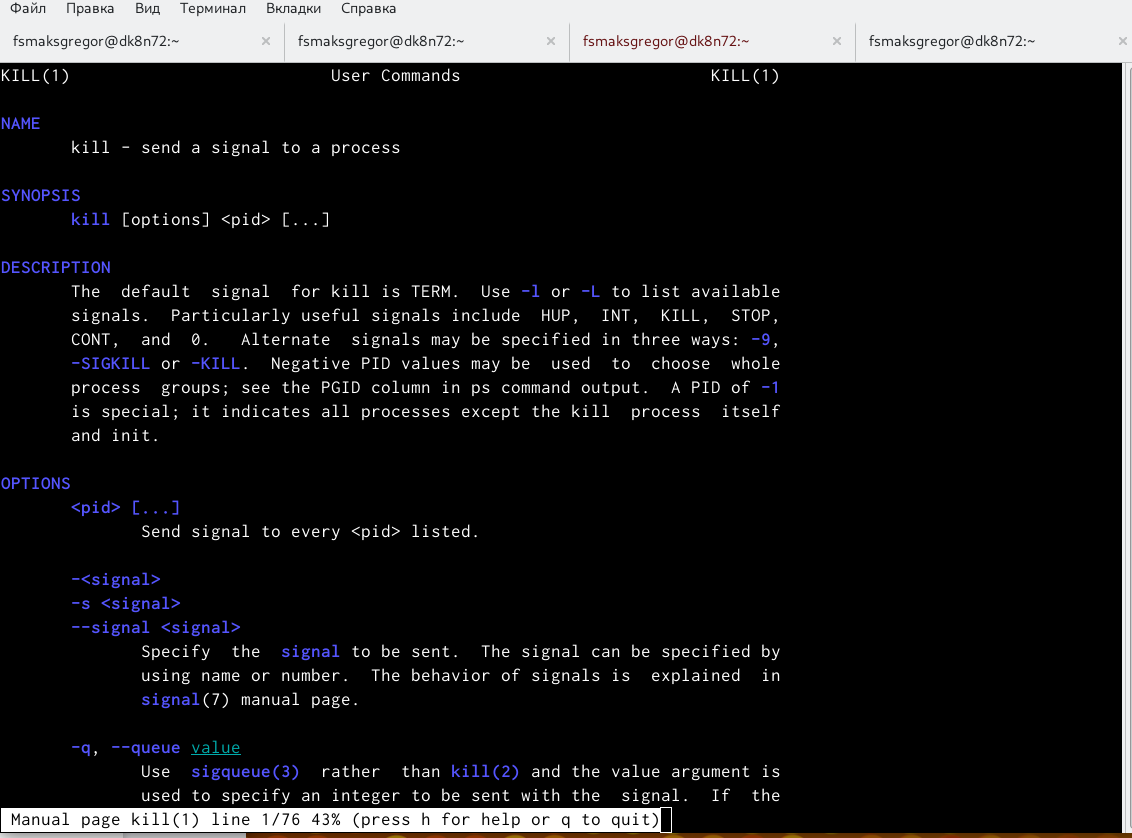 Файл Правка Вид Терминал Вкладки Справка
fsmaksgregor@dk8n72:~ × fsmaksgregor@dk8n72:~ × fsmaksgregor@dk8n72:~ × fsmaksgregor@dk8n72:~ ×
KILL(1) User Commands KILL(1)
NAME
kill - send a signal to a process
SYNOPSIS
kill [options] <pid> [...]
DESCRIPTION
The default signal for kill is TERM. Use -l or -L to list available
signals. Particularly useful signals include HUP, INT, KILL, STOP,
CONT, and 0. Alternate signals may be specified in three ways: -9,
-SIGKILL or -KILL. Negative PID values may be used to choose whole
process groups; see the PGID column in ps command output. A PID of -1
is special; it indicates all processes except the kill process itself
and init.
OPTIONS
<pid> [...]
Send signal to every <pid> listed.
-<signal>
-s <signal>
--signal <signal>
Specify the signal to be sent. The signal can be specified by
using name or number. The behavior of signals is explained in
signal(7) manual page.
-q, --queue value
Use sigqueue(3) rather than kill(2) and the value argument is
used to specify an integer to be sent with the signal. If the
Manual page kill(1) line 1/76 43% (press h for help or q to quit)